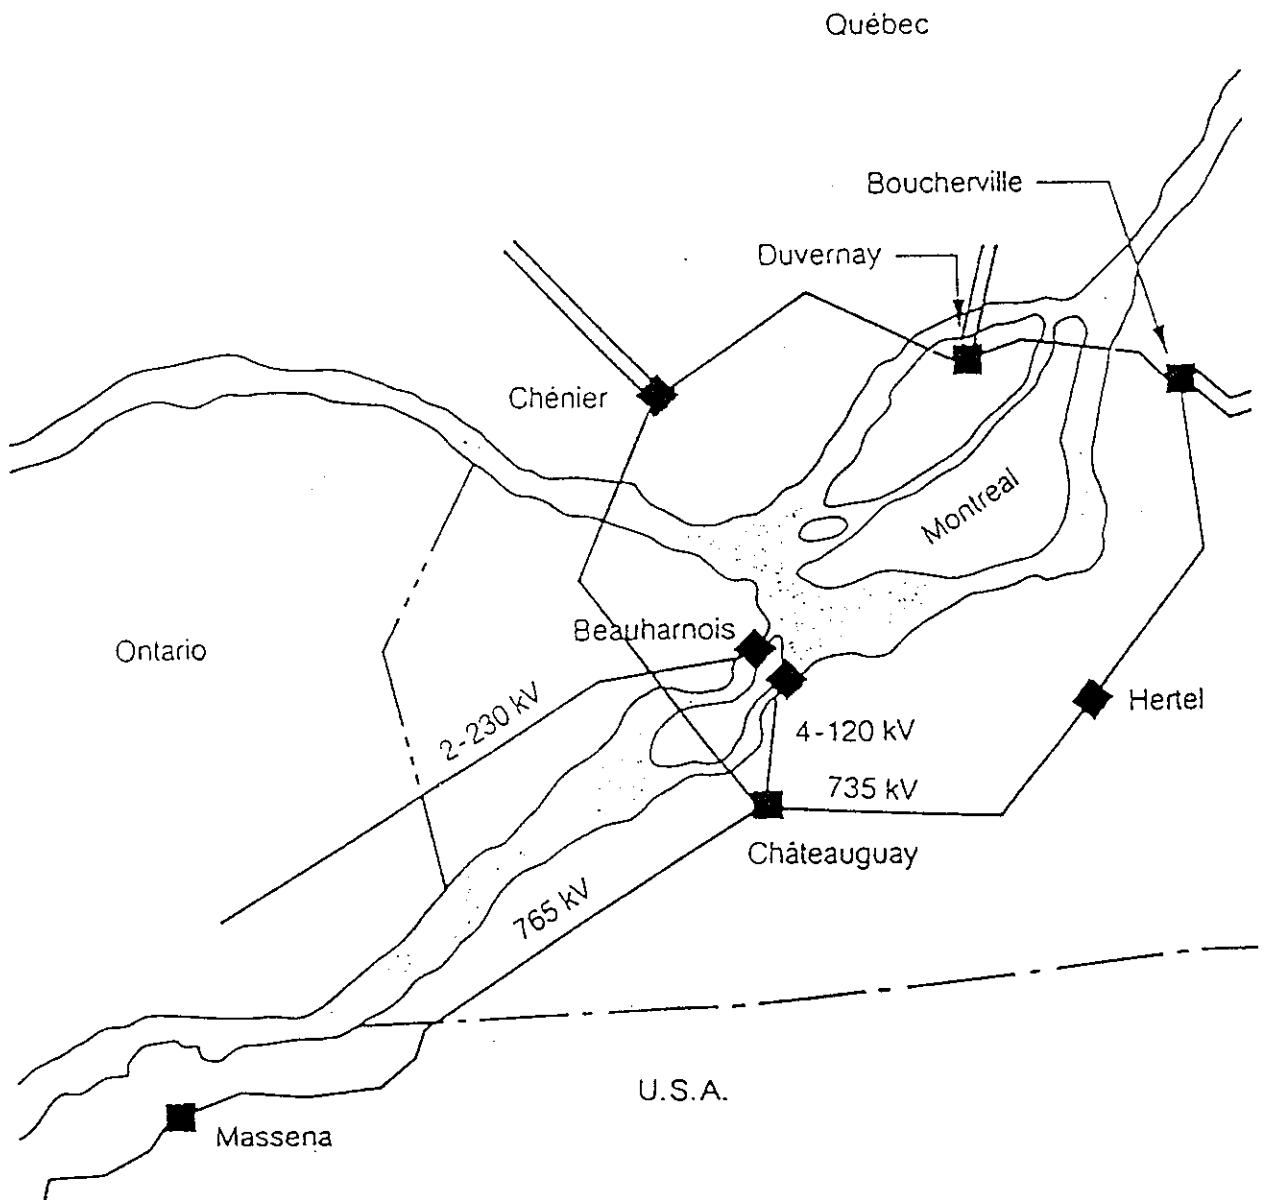 Québec
Boucherville
Duvernay
Chénier
Montreal
Beauharnois
Ontario
2-230 kV
4-120 kV
Hertel
735 kV
Châteauguay
765 kV
U.S.A.
Massena